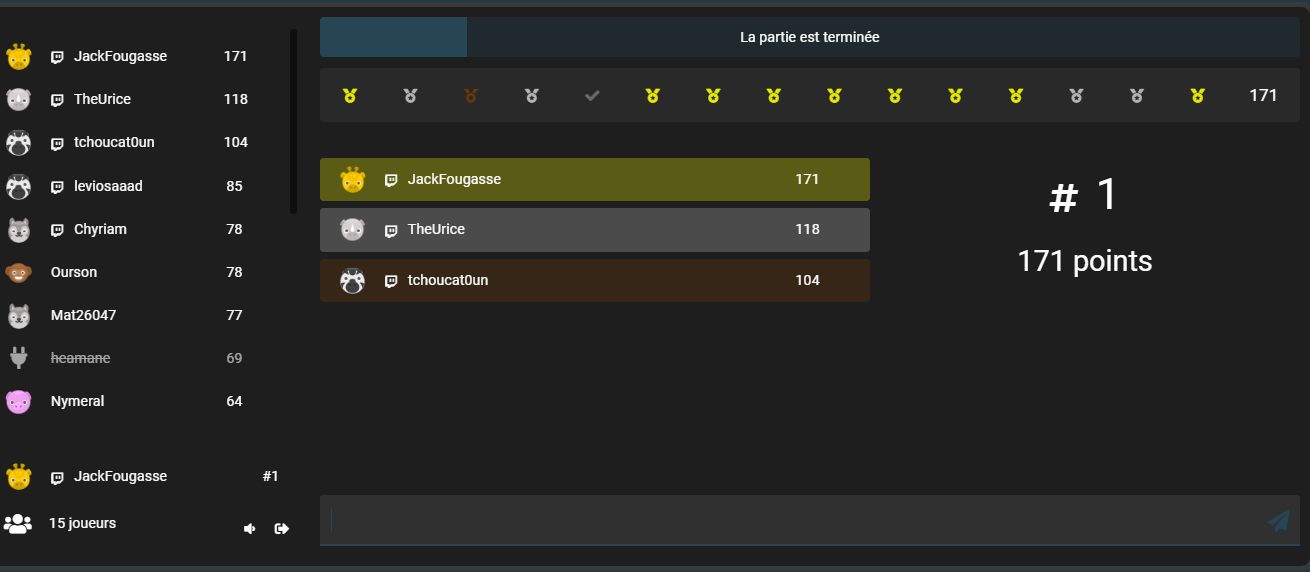 JackFougasse 171
TheUrice 118
tchoucat0un 104
leviosaaad 85
Chyriam 78
Ourson 78
Mat26047 77
heamane 69
Nymeral 64
JackFougasse #1
15 joueurs
La partie est terminée
171
JackFougasse 171
TheUrice 118
tchoucat0un 104
# 1
171 points